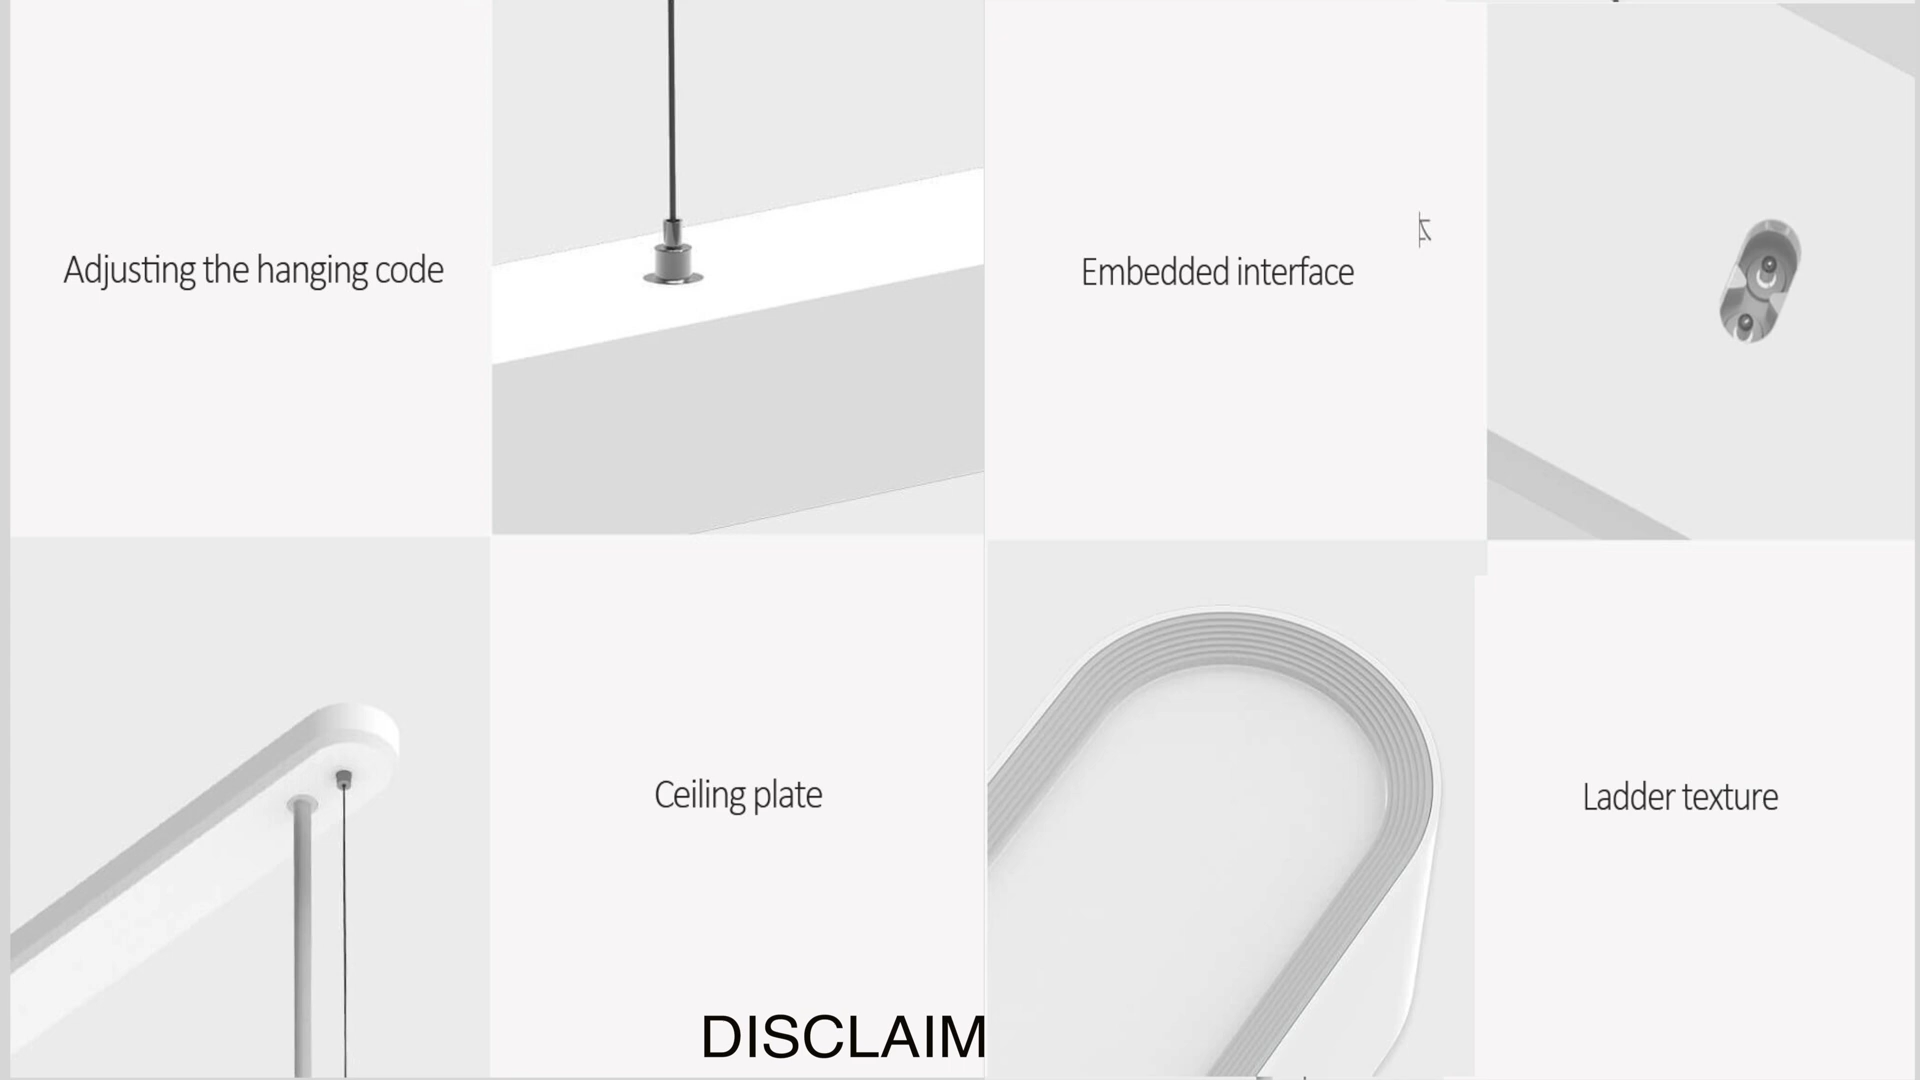 Adjusting the hanging code
Embedded interface
Ceiling plate
Ladder texture
DISCLAIM